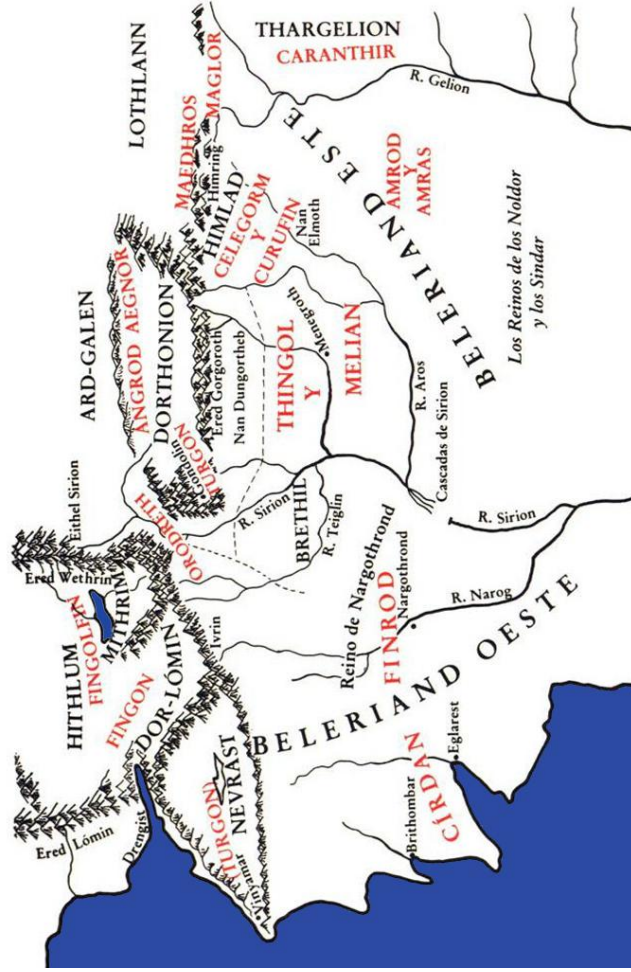 LOTHLANN
THARGELION
CARANTHIR
R. Gelion
MAEDHROS
MAGLOR
Himring
HIMLAD
CELEGORM
Y
CURUFIN
Nan
Elmoth
BELERIAND ESTE
AMROD
Y
AMRAS
Los Reinos de los Noldor
y los Sindar
ARD-GALEN
ANGROD AEGNOR
DORTHONION
Ered Gorgoroth
Nan Dungortheb
THINGOL
Y
MELIAN
Menegroth
R. Aros
Cascadas de Sirion
Gondolin
TURGON
Eithel Sirion
Ered Wethrin
ORODRETH
R. Sirion
BRETHIL
R. Teiglin
R. Sirion
R. Narog
Reino de Nargothrond
FINROD
Nargothrond
HITHLUM
FINGOLFIN
MITHRIM
FINGON
DOR-LÓMIN
Ivrin
BELERIAND OESTE
Ered Lómin
Drengist
(TURGON)
NEVRAST
Vinyamar
Brithombar
CÍRDAN
Eglarest